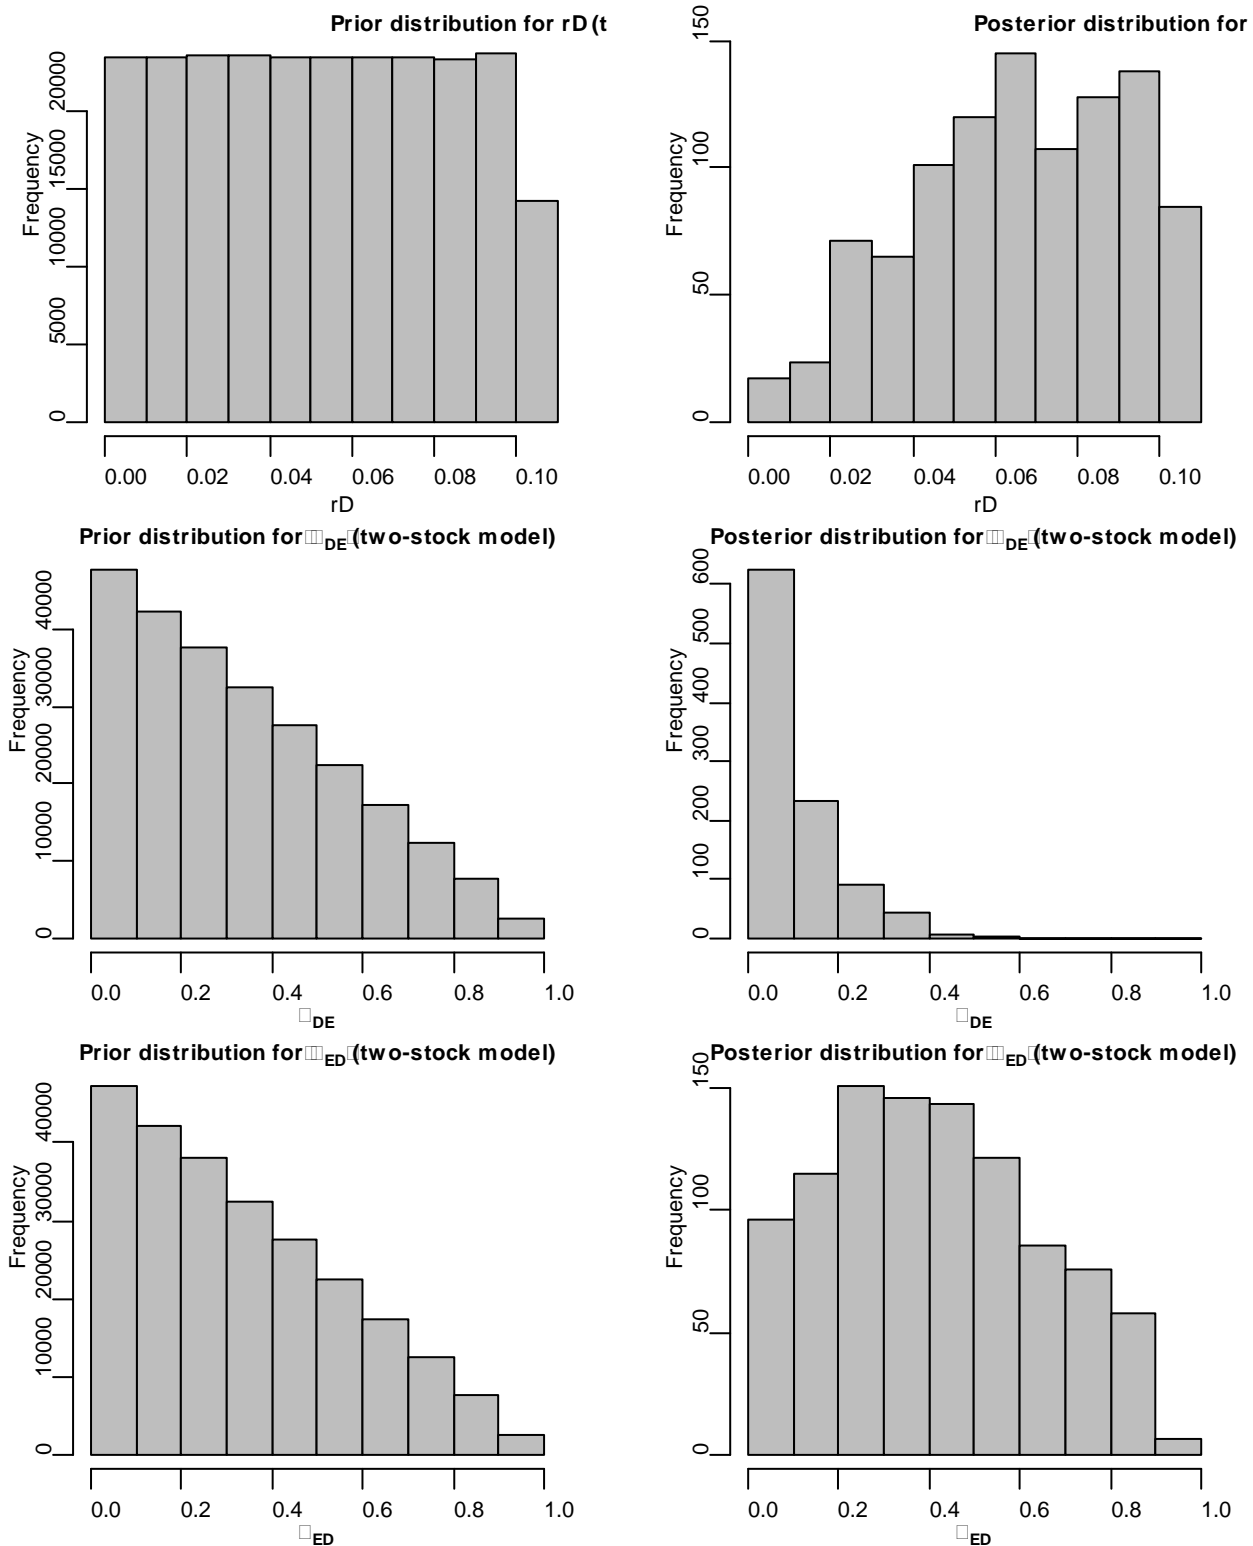 Prior distribution for rD (t
Frequency
0 5000 10000 15000 20000
0.00 0.02 0.04 0.06 0.08 0.10
rD
Posterior distribution for
Frequency
0 50 100 150
0.00 0.02 0.04 0.06 0.08 0.10
rD
Prior distribution for □□DE□(two-stock model)
Frequency
0 10000 20000 30000 40000
0.0 0.2 0.4 0.6 0.8 1.0
□DE
Posterior distribution for □□DE□(two-stock model)
Frequency
0 100 200 300 400 500 600
0.0 0.2 0.4 0.6 0.8 1.0
□DE
Prior distribution for □□ED□(two-stock model)
Frequency
0 10000 20000 30000 40000
0.0 0.2 0.4 0.6 0.8 1.0
□ED
Posterior distribution for □□ED□(two-stock model)
Frequency
0 50 100 150
0.0 0.2 0.4 0.6 0.8 1.0
□ED